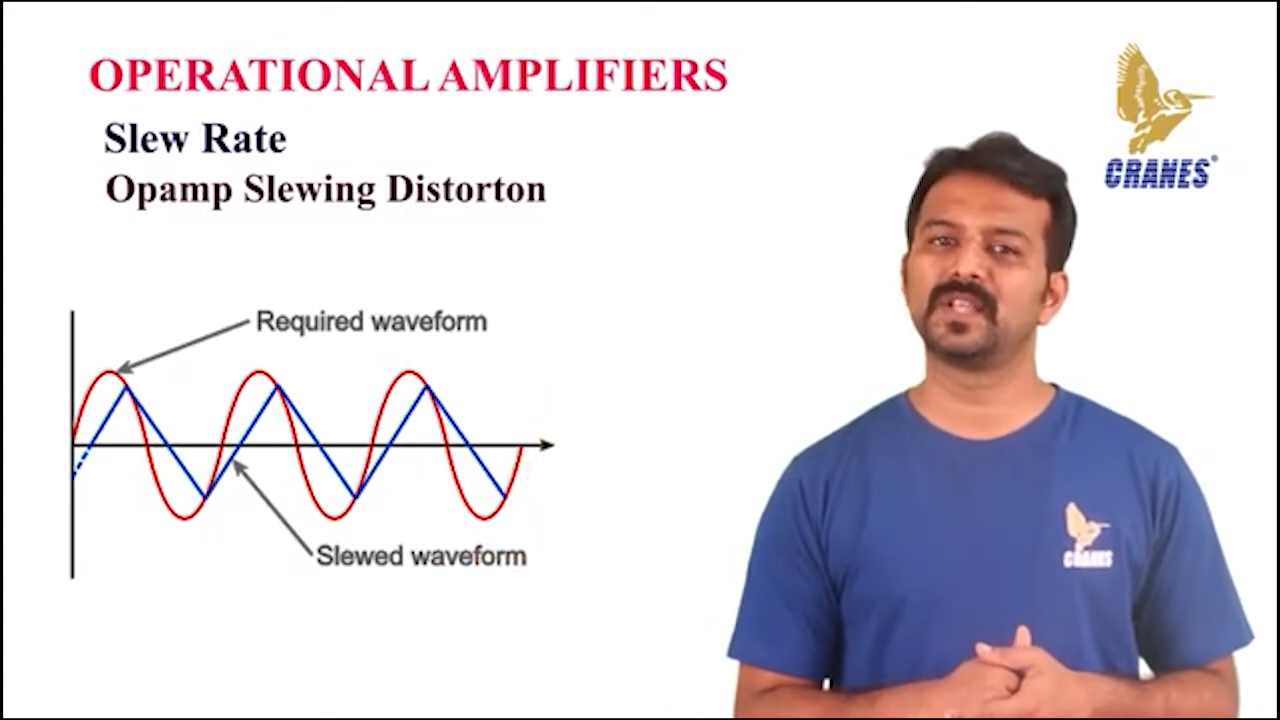 OPERATIONAL AMPLIFIERS
Slew Rate
Opamp Slewing Distorton
CRANES®
Required waveform
Slewed waveform
CRANES